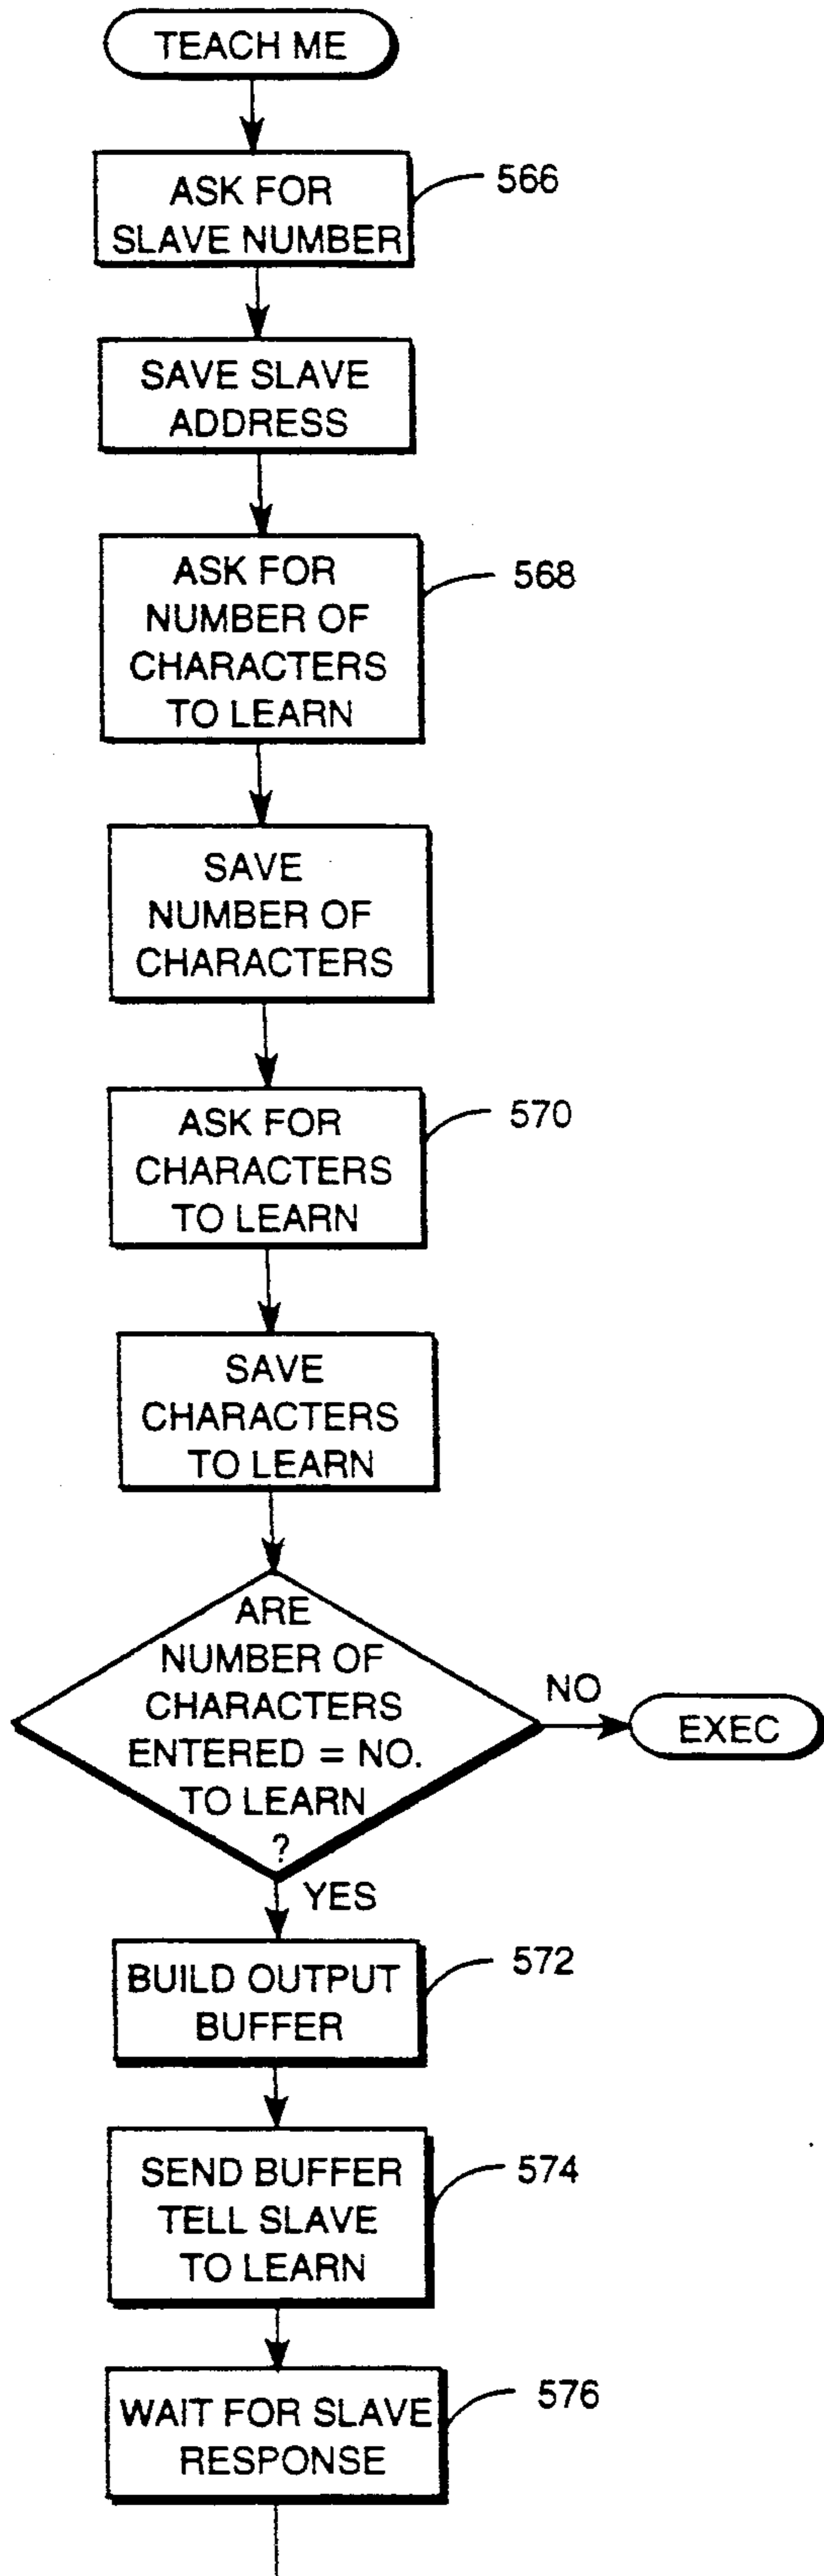 TEACH ME
ASK FOR
SLAVE NUMBER
566
SAVE SLAVE
ADDRESS
ASK FOR
NUMBER OF
CHARACTERS
TO LEARN
568
SAVE
NUMBER OF
CHARACTERS
ASK FOR
CHARACTERS
TO LEARN
570
SAVE
CHARACTERS
TO LEARN
ARE
NUMBER OF
CHARACTERS
ENTERED = NO.
TO LEARN
?
NO
EXEC
YES
BUILD OUTPUT
BUFFER
572
SEND BUFFER
TELL SLAVE
TO LEARN
574
WAIT FOR SLAVE
RESPONSE
576